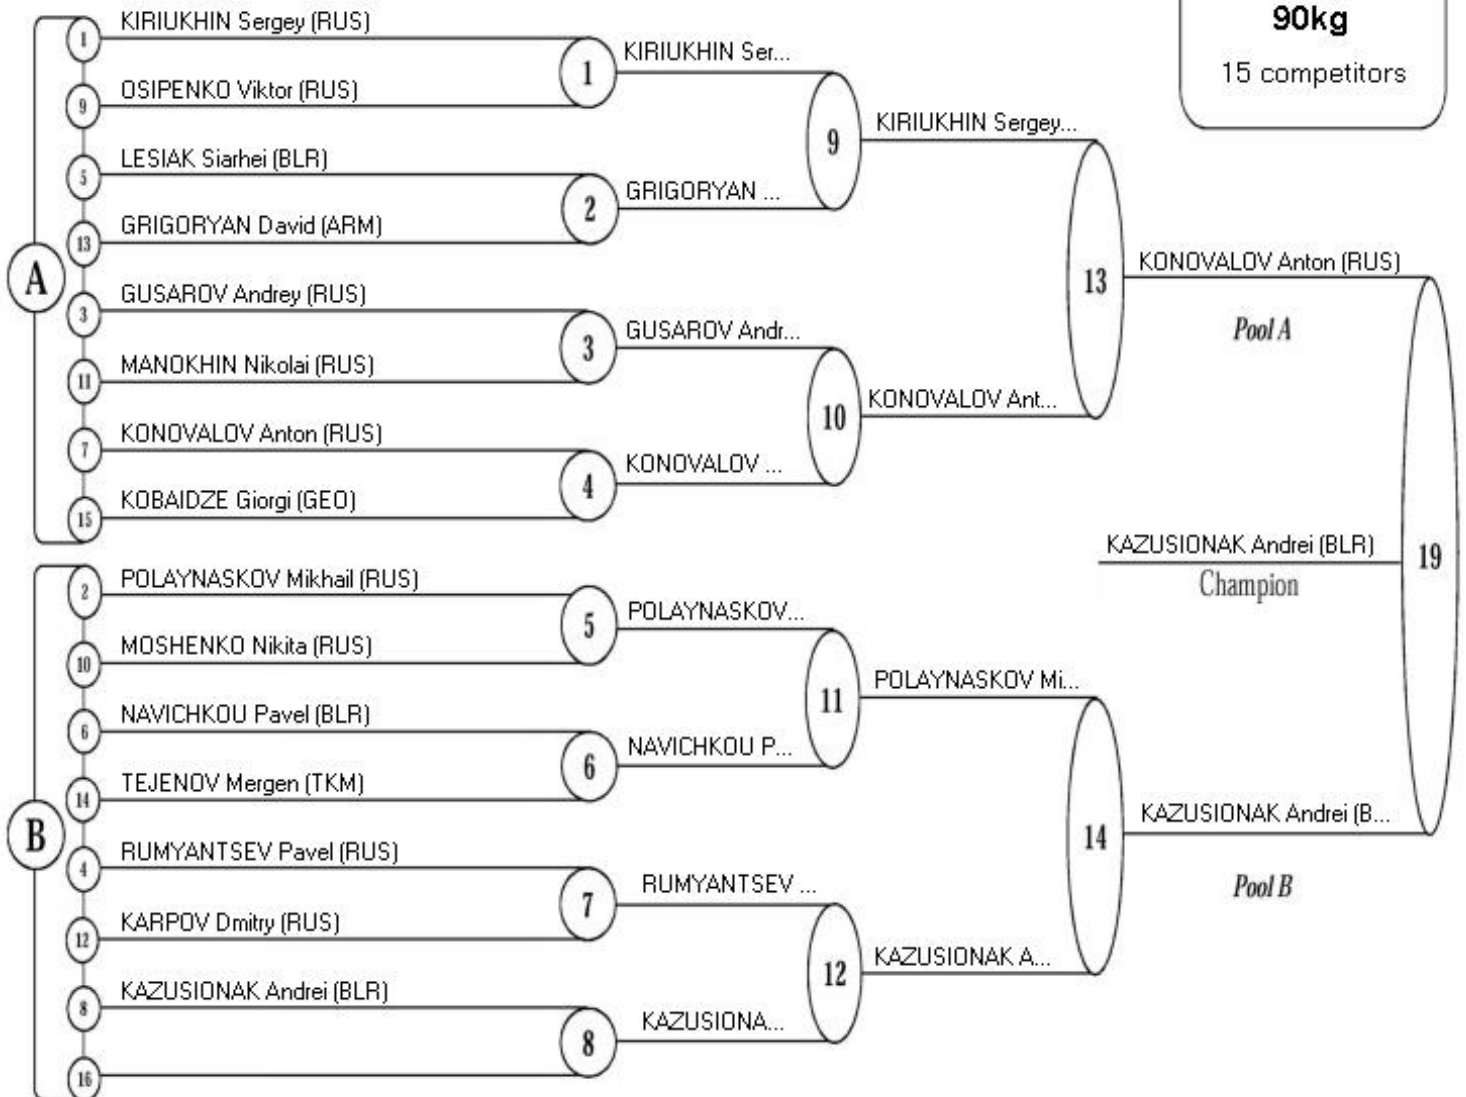 90kg
15 competitors
A
1
KIRIUKHIN Sergey (RUS)
9
OSIPENKO Viktor (RUS)
5
LESIAK Siarhei (BLR)
13
GRIGORYAN David (ARM)
3
GUSAROV Andrey (RUS)
11
MANOKHIN Nikolai (RUS)
7
KONOVALOV Anton (RUS)
15
KOBAIDZE Giorgi (GEO)
B
2
POLAYNASKOV Mikhail (RUS)
10
MOSHENKO Nikita (RUS)
6
NAVICHKOU Pavel (BLR)
14
TEJENOV Mergen (TKM)
4
RUMYANTSEV Pavel (RUS)
12
KARPOV Dmitry (RUS)
8
KAZUSIONAK Andrei (BLR)
16
1
KIRIUKHIN Ser...
2
GRIGORYAN ...
3
GUSAROV Andr...
4
KONOVALOV ...
5
POLAYNASKOV...
6
NAVICHKOU P...
7
RUMYANTSEV ...
8
KAZUSIONA...
9
KIRIUKHIN Sergey...
10
KONOVALOV Ant...
11
POLAYNASKOV Mi...
12
KAZUSIONAK A...
13
KONOVALOV Anton (RUS)
Pool A
14
KAZUSIONAK Andrei (B...
Pool B
19
KAZUSIONAK Andrei (BLR)
Champion